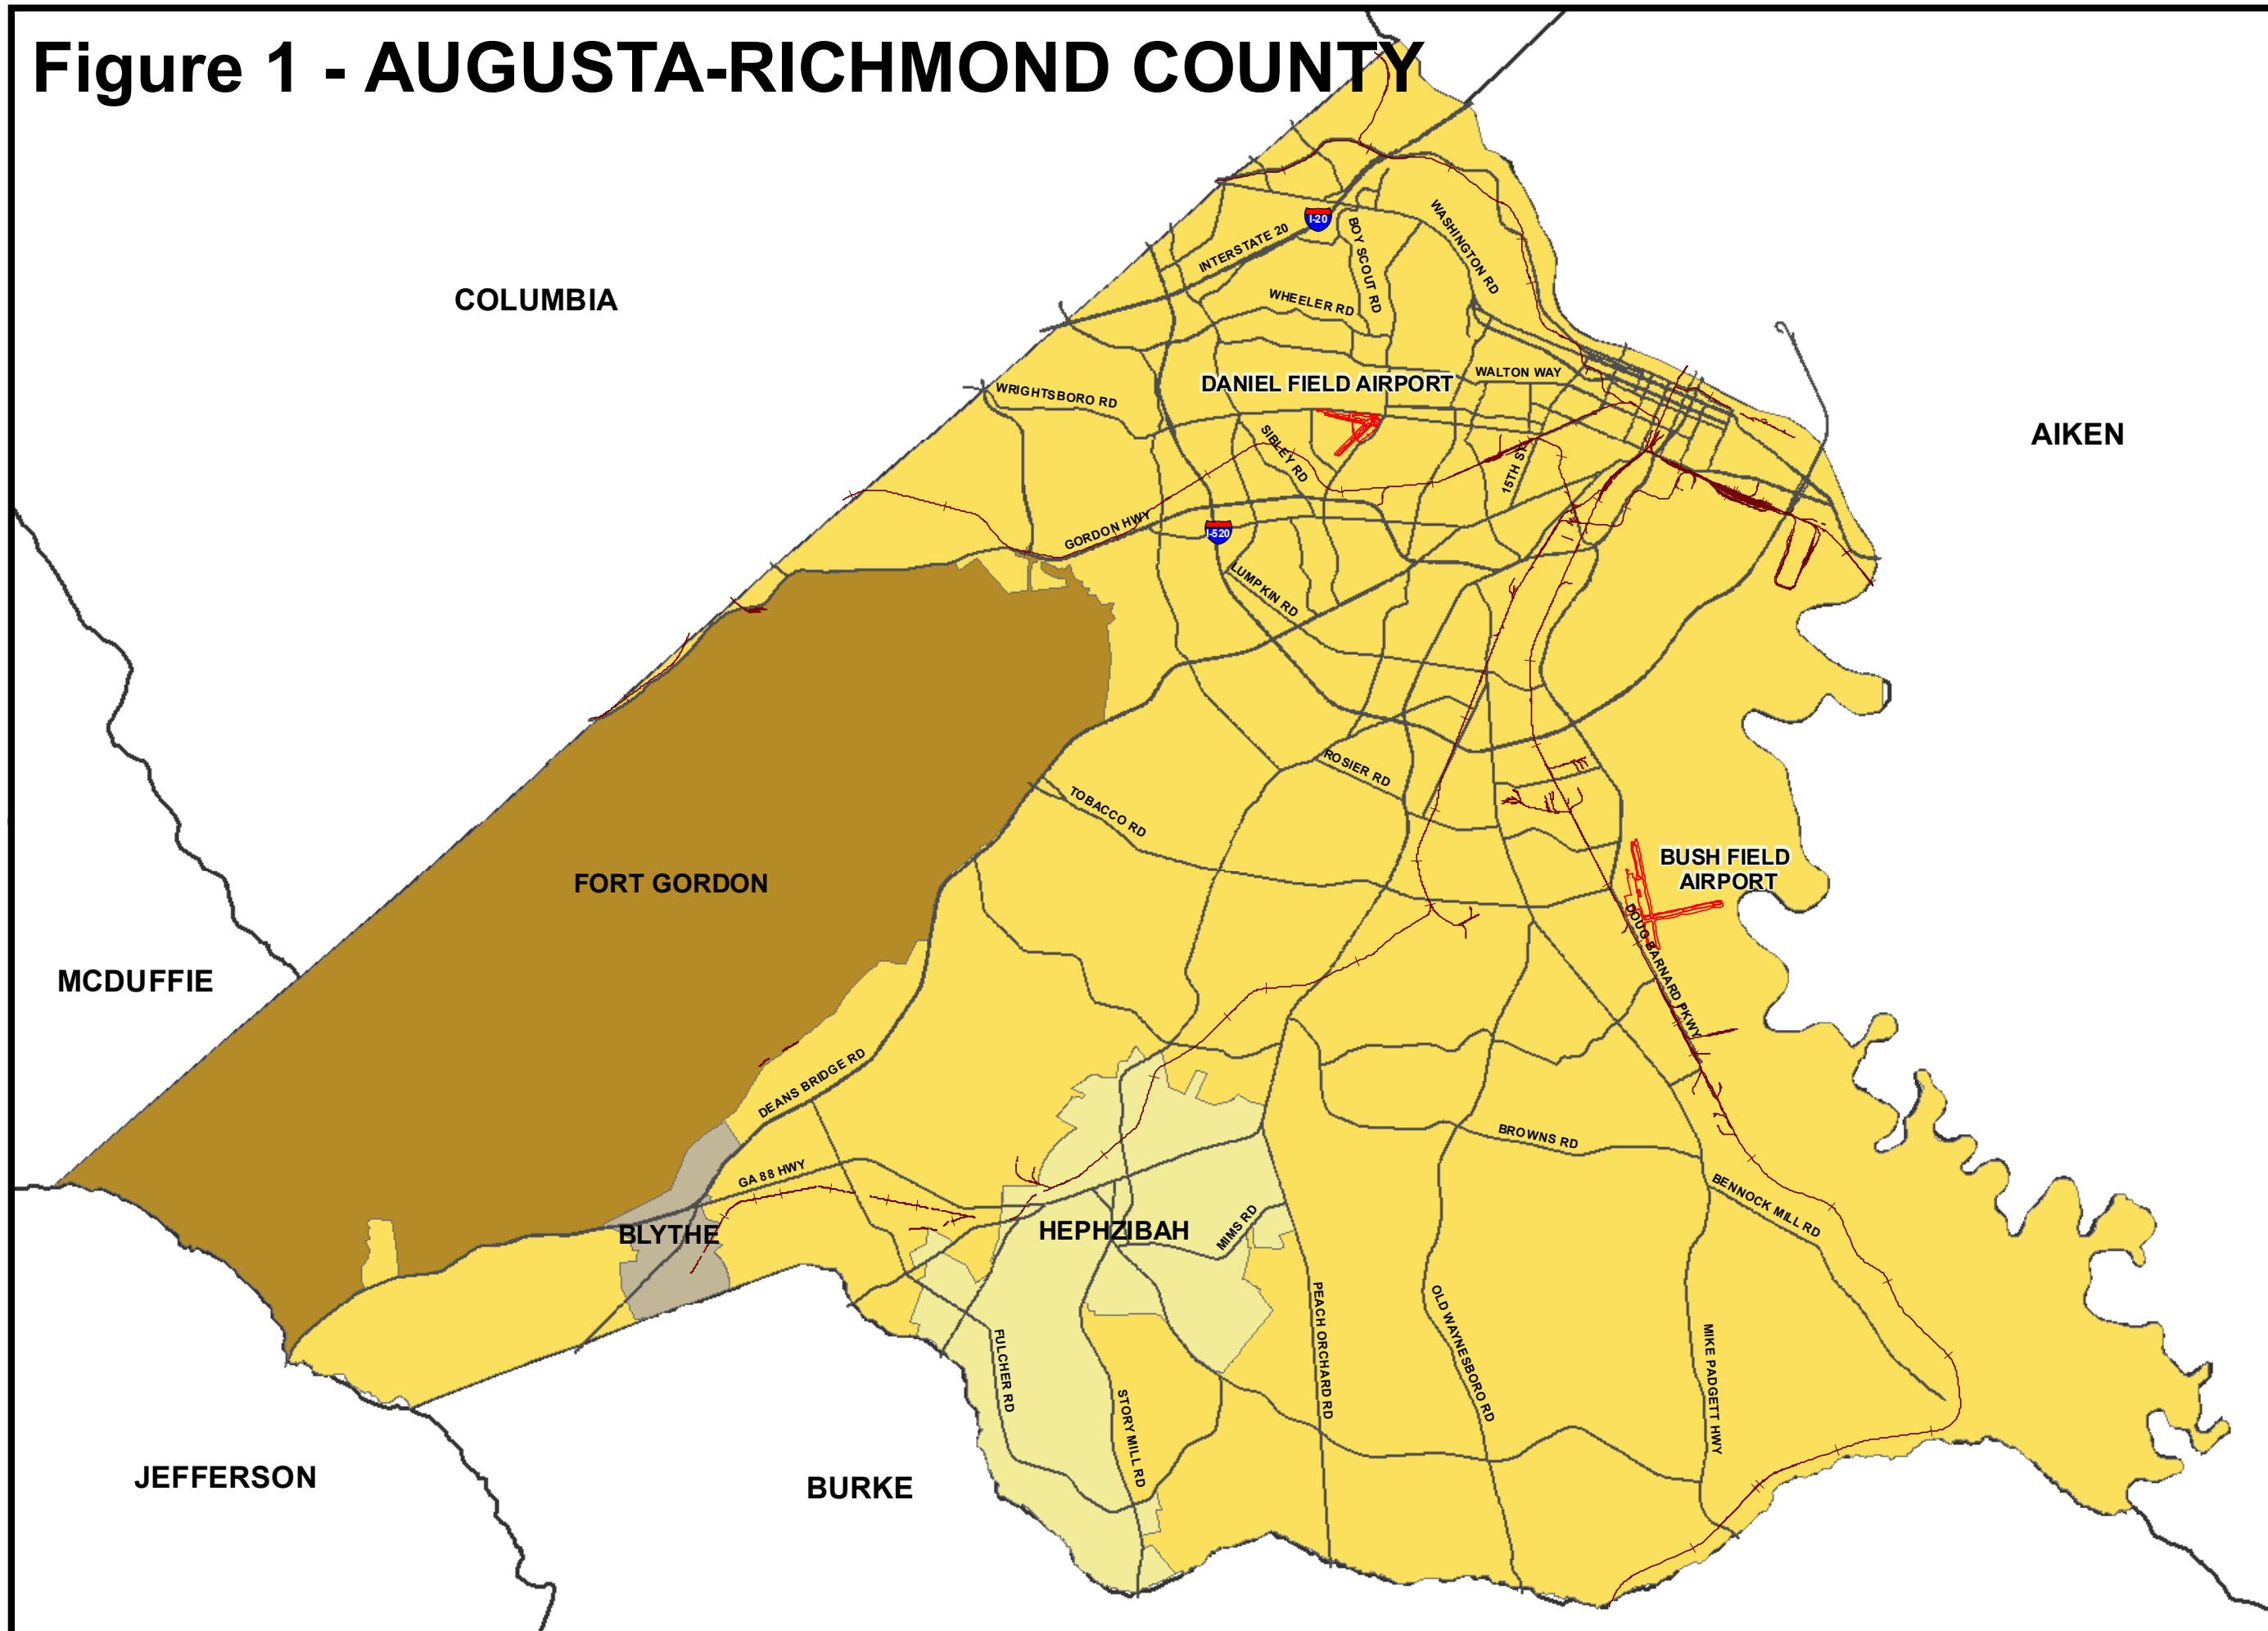 Figure 1 - AUGUSTA-RICHMOND COUNTY
I-20
INTERSTATE 20
BOY SCOUT RD
WASHINGTON RD
COLUMBIA
WHEELER RD
WALTON WAY
DANIEL FIELD AIRPORT
WRIGHTSBORO RD
AIKEN
SIBLEY RD
15TH ST
GORDON HWY
I-520
LUMPKIN RD
ROSIER RD
TOBACCO RD
BUSH FIELD
AIRPORT
FORT GORDON
DOUG BARNARD PKWY
MCDUFFIE
DEANS BRIDGE RD
BROWNS RD
GA 88 HWY
BENNOCK MILL RD
BLYTHE
HEPHZIBAH
MIMS RD
PEACH ORCHARD RD
OLD WAYNESBORO RD
MIKE PADGETT HWY
FULCHER RD
STORY MILL RD
JEFFERSON
BURKE